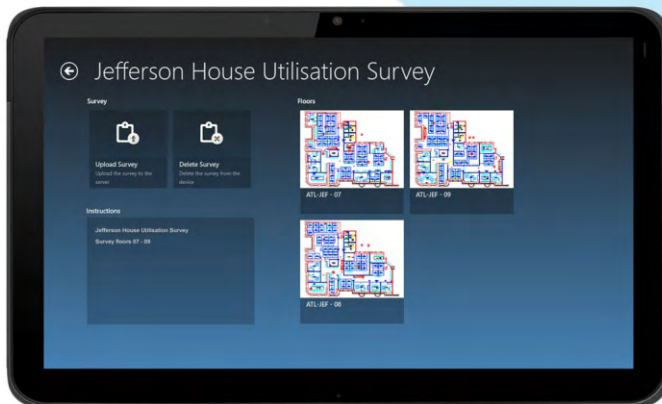 Jefferson House Utilisation Survey
Survey
Upload Survey
Upload the survey to the
server
Delete Survey
Delete the survey from the
device
Instructions
Jefferson House Utilisation Survey
Survey floors 07 - 09
Floors
ATL-JEF - 07
ATL-JEF - 09
ATL-JEF - 08